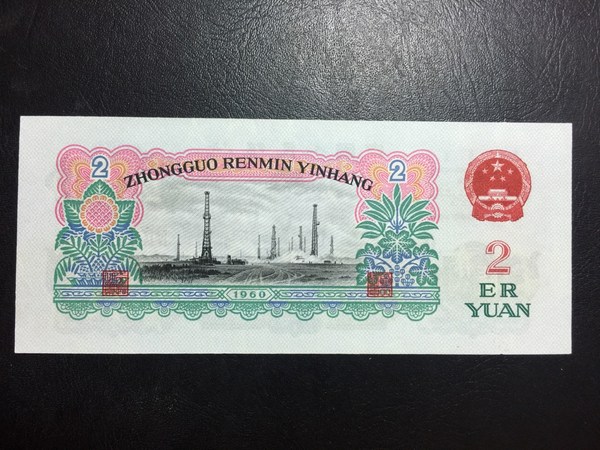 2
2
ZHONGGUO RENMIN YINHANG
1960
2
ER
YUAN